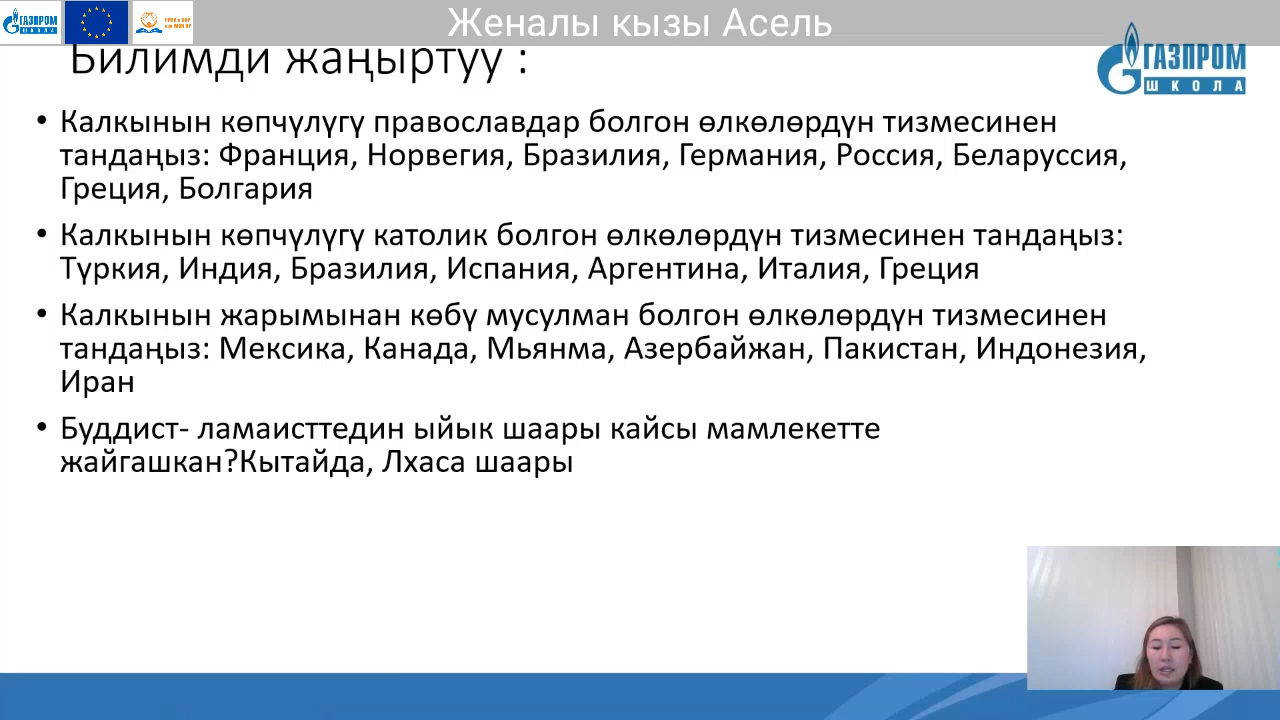 ГАЗПРОМ
ШКОЛА
Женалы кызы Асель
Билимди жаңыртуу :
ГАЗПРОМ
ШКОЛА
• Калкынын көпчүлүгү православдар болгон өлкөлөрдүн тизмесинен
тандаңыз: Франция, Норвегия, Бразилия, Германия, Россия, Беларуссия,
Греция, Болгария
• Калкынын көпчүлүгү католик болгон өлкөлөрдүн тизмесинен тандаңыз:
Түркия, Индия, Бразилия, Испания, Аргентина, Италия, Греция
• Калкынын жарымынан көбү мусулман болгон өлкөлөрдүн тизмесинен
тандаңыз: Мексика, Канада, Мьянма, Азербайжан, Пакистан, Индонезия,
Иран
• Буддист- ламаисттедин ыйык шаары кайсы мамлекетте
жайгашкан?Кытайда, Лхаса шаары